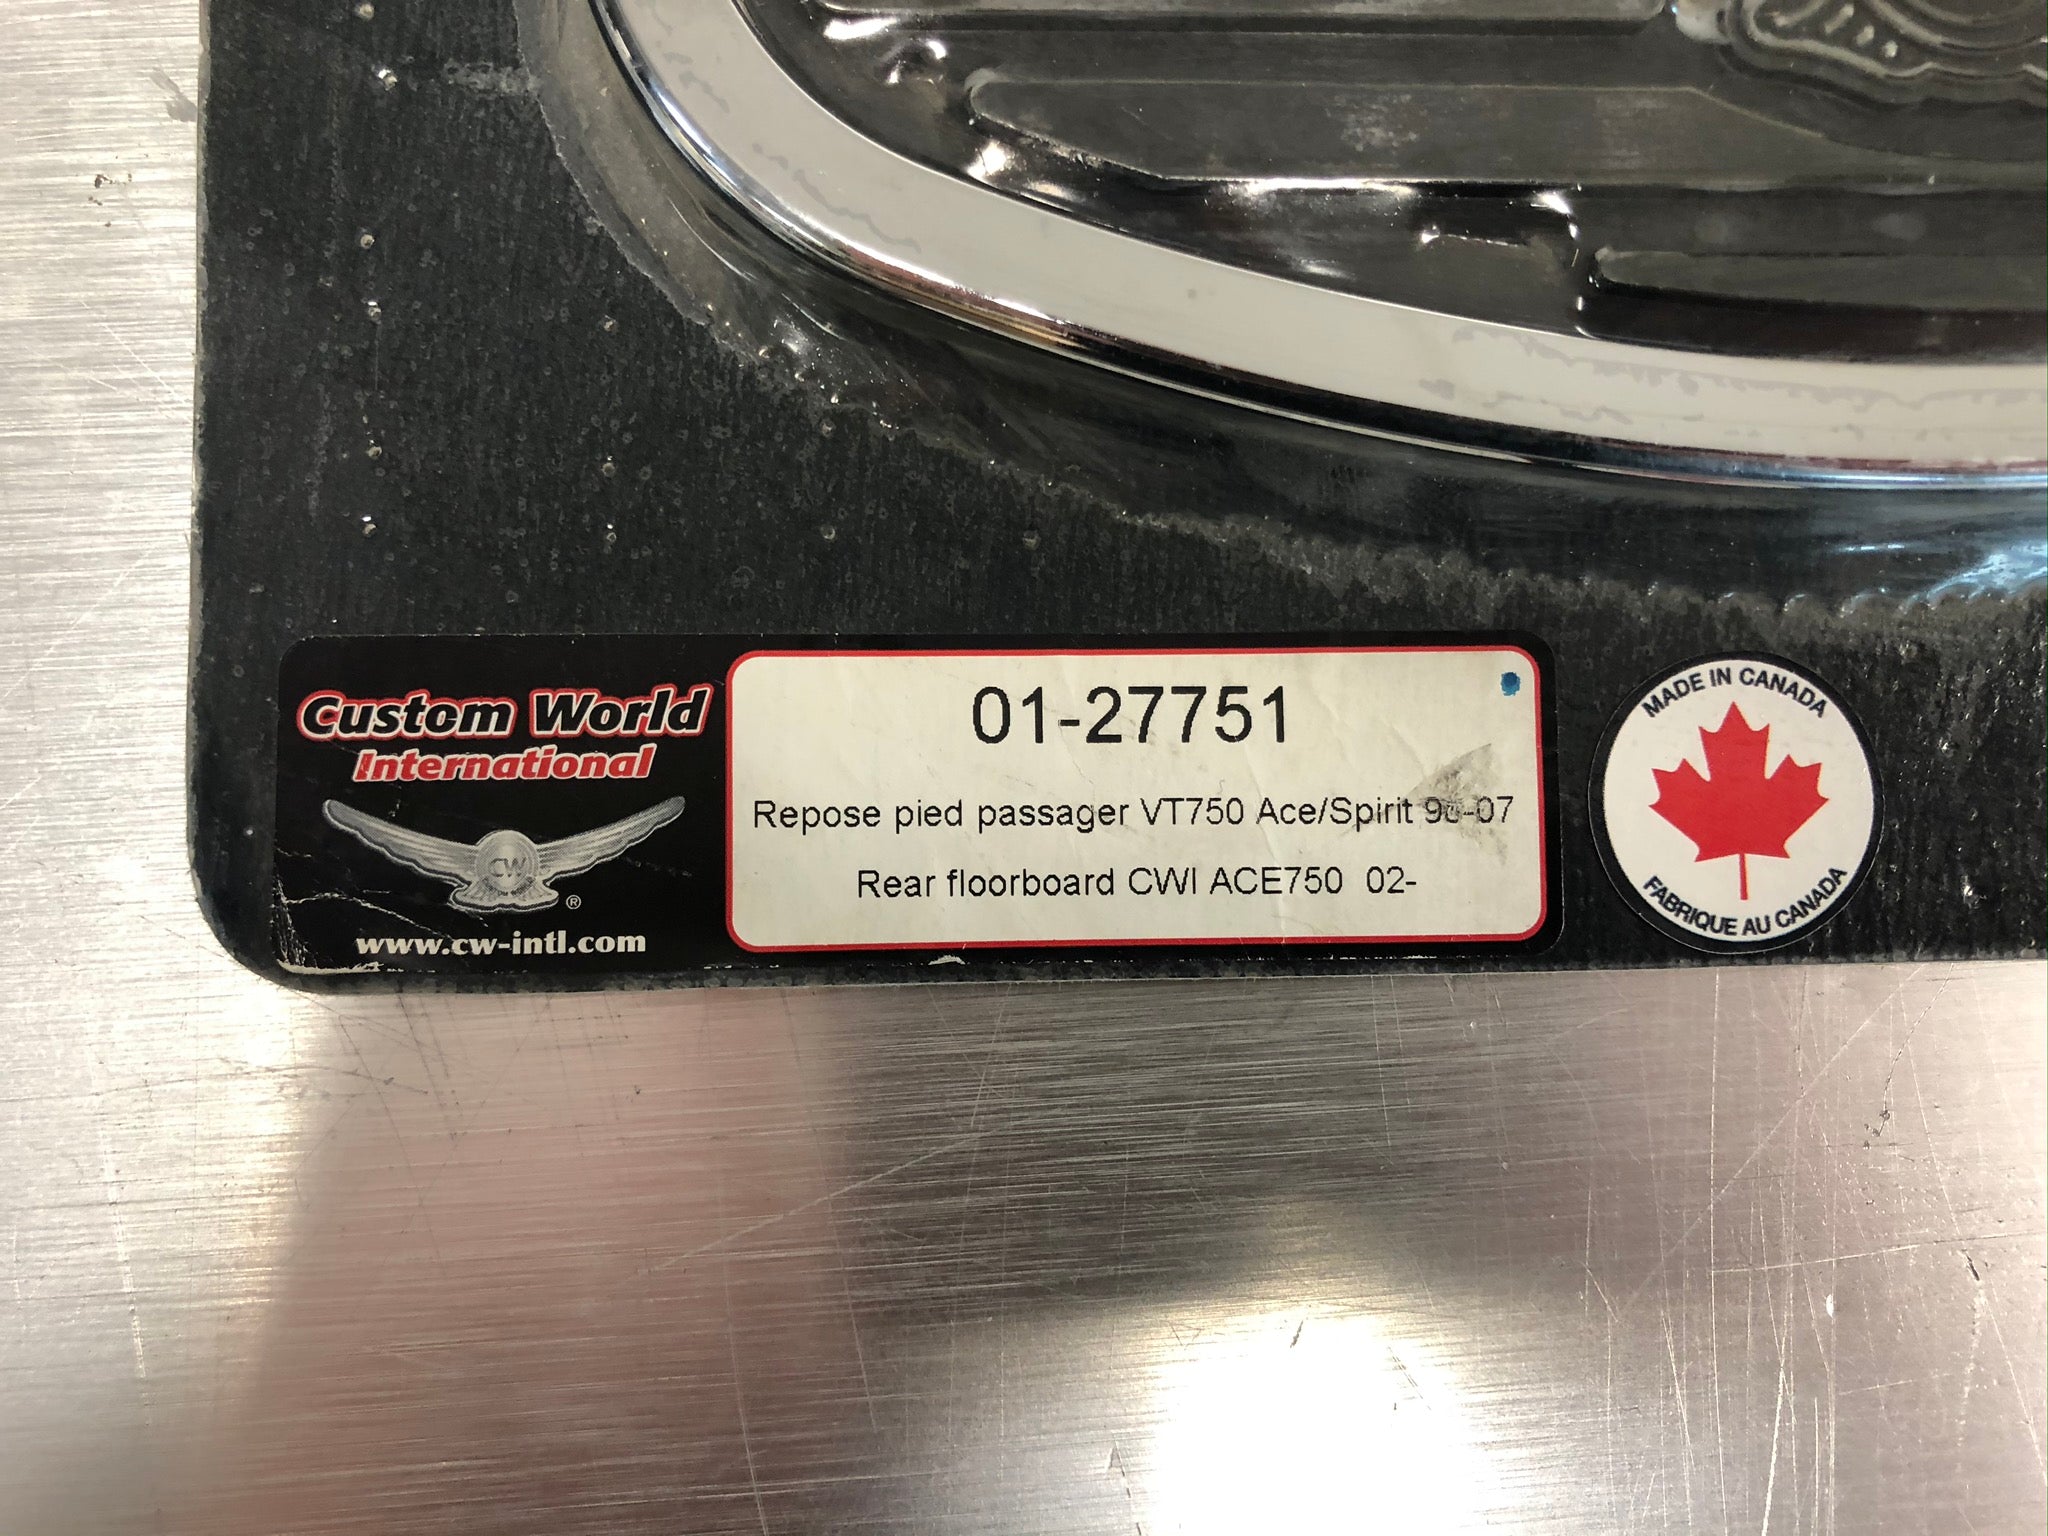 Custom World
International
CW
®
www.cw-intl.com
01-27751
Repose pied passager VT750 Ace/Spirit
Rear floorboard CWI ACE750 02-
MADE IN CANADA
FABRIQUE AU CANADA